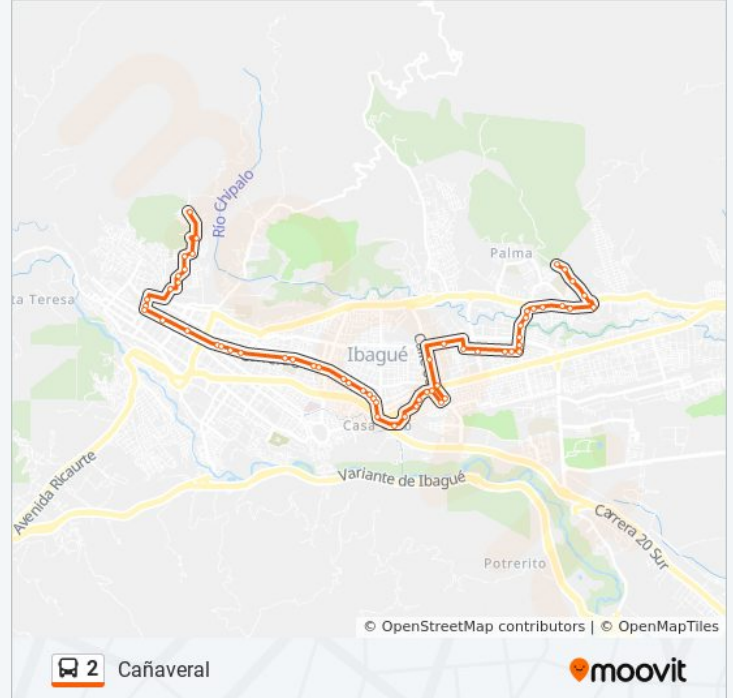 Río Chipalo
Palma
ta Teresa
Ibagué
Casa
Variante de Ibagué
Avenida Ricaurte
Carrera 20 Sur
Potrerito
© OpenStreetMap contributors | © OpenMapTiles
2 Cañaveral
moovit